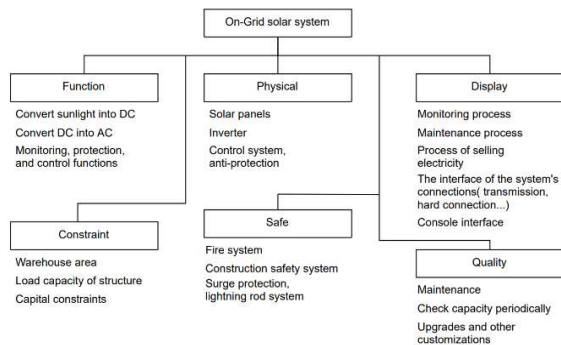 On-Grid solar system
Function
Convert sunlight into DC
Convert DC into AC
Monitoring, protection,
and control functions
Physical
Solar panels
Inverter
Control system,
anti-protection
Display
Monitoring process
Maintenance process
Process of selling
electricity
The interface of the system's
connections( transmission,
hard connection...)
Console interface
Constraint
Warehouse area
Load capacity of structure
Capital constraints
Safe
Fire system
Construction safety system
Surge protection,
lightning rod system
Quality
Maintenance
Check capacity periodically
Upgrades and other
customizations